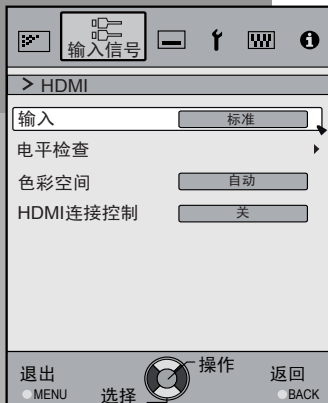 输入信号
> HDMI
输入 标准
电平检查
色彩空间 自动
HDMI连接控制 关
退出 操作 返回
MENU 选择 BACK